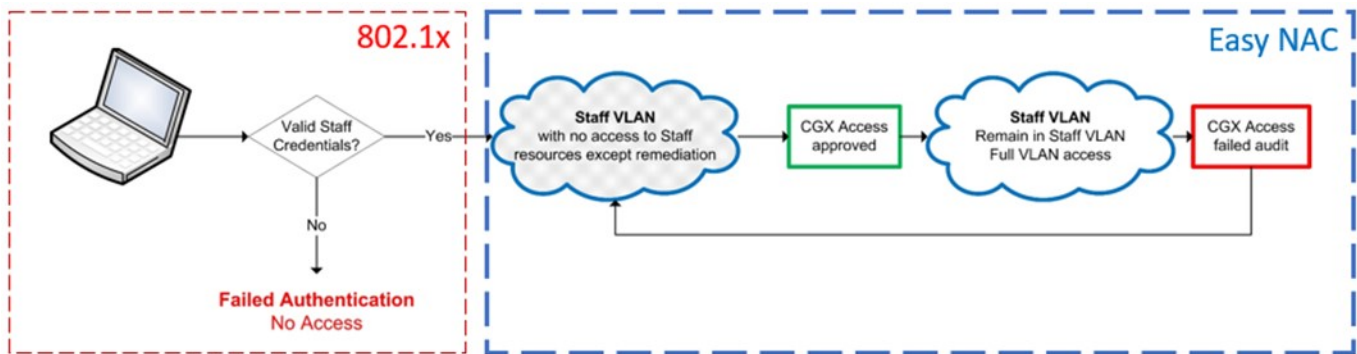 802.1x
Valid Staff
Credentials?
Yes
No
Failed Authentication
No Access
Easy NAC
Staff VLAN
with no access to Staff
resources except remediation
CGX Access
approved
Staff VLAN
Remain in Staff VLAN
Full VLAN access
CGX Access
failed audit